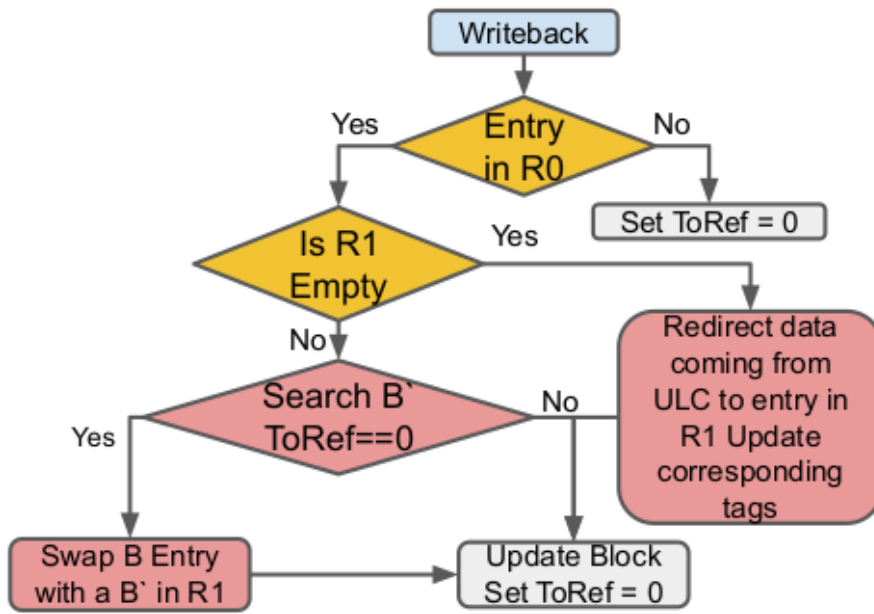 Writeback
Yes
Entry
in R0
No
Set ToRef = 0
Is R1
Empty
Yes
No
Redirect data
coming from
ULC to entry in
R1 Update
corresponding
tags
Search B`
ToRef==0
Yes
No
Swap B Entry
with a B` in R1
Update Block
Set ToRef = 0